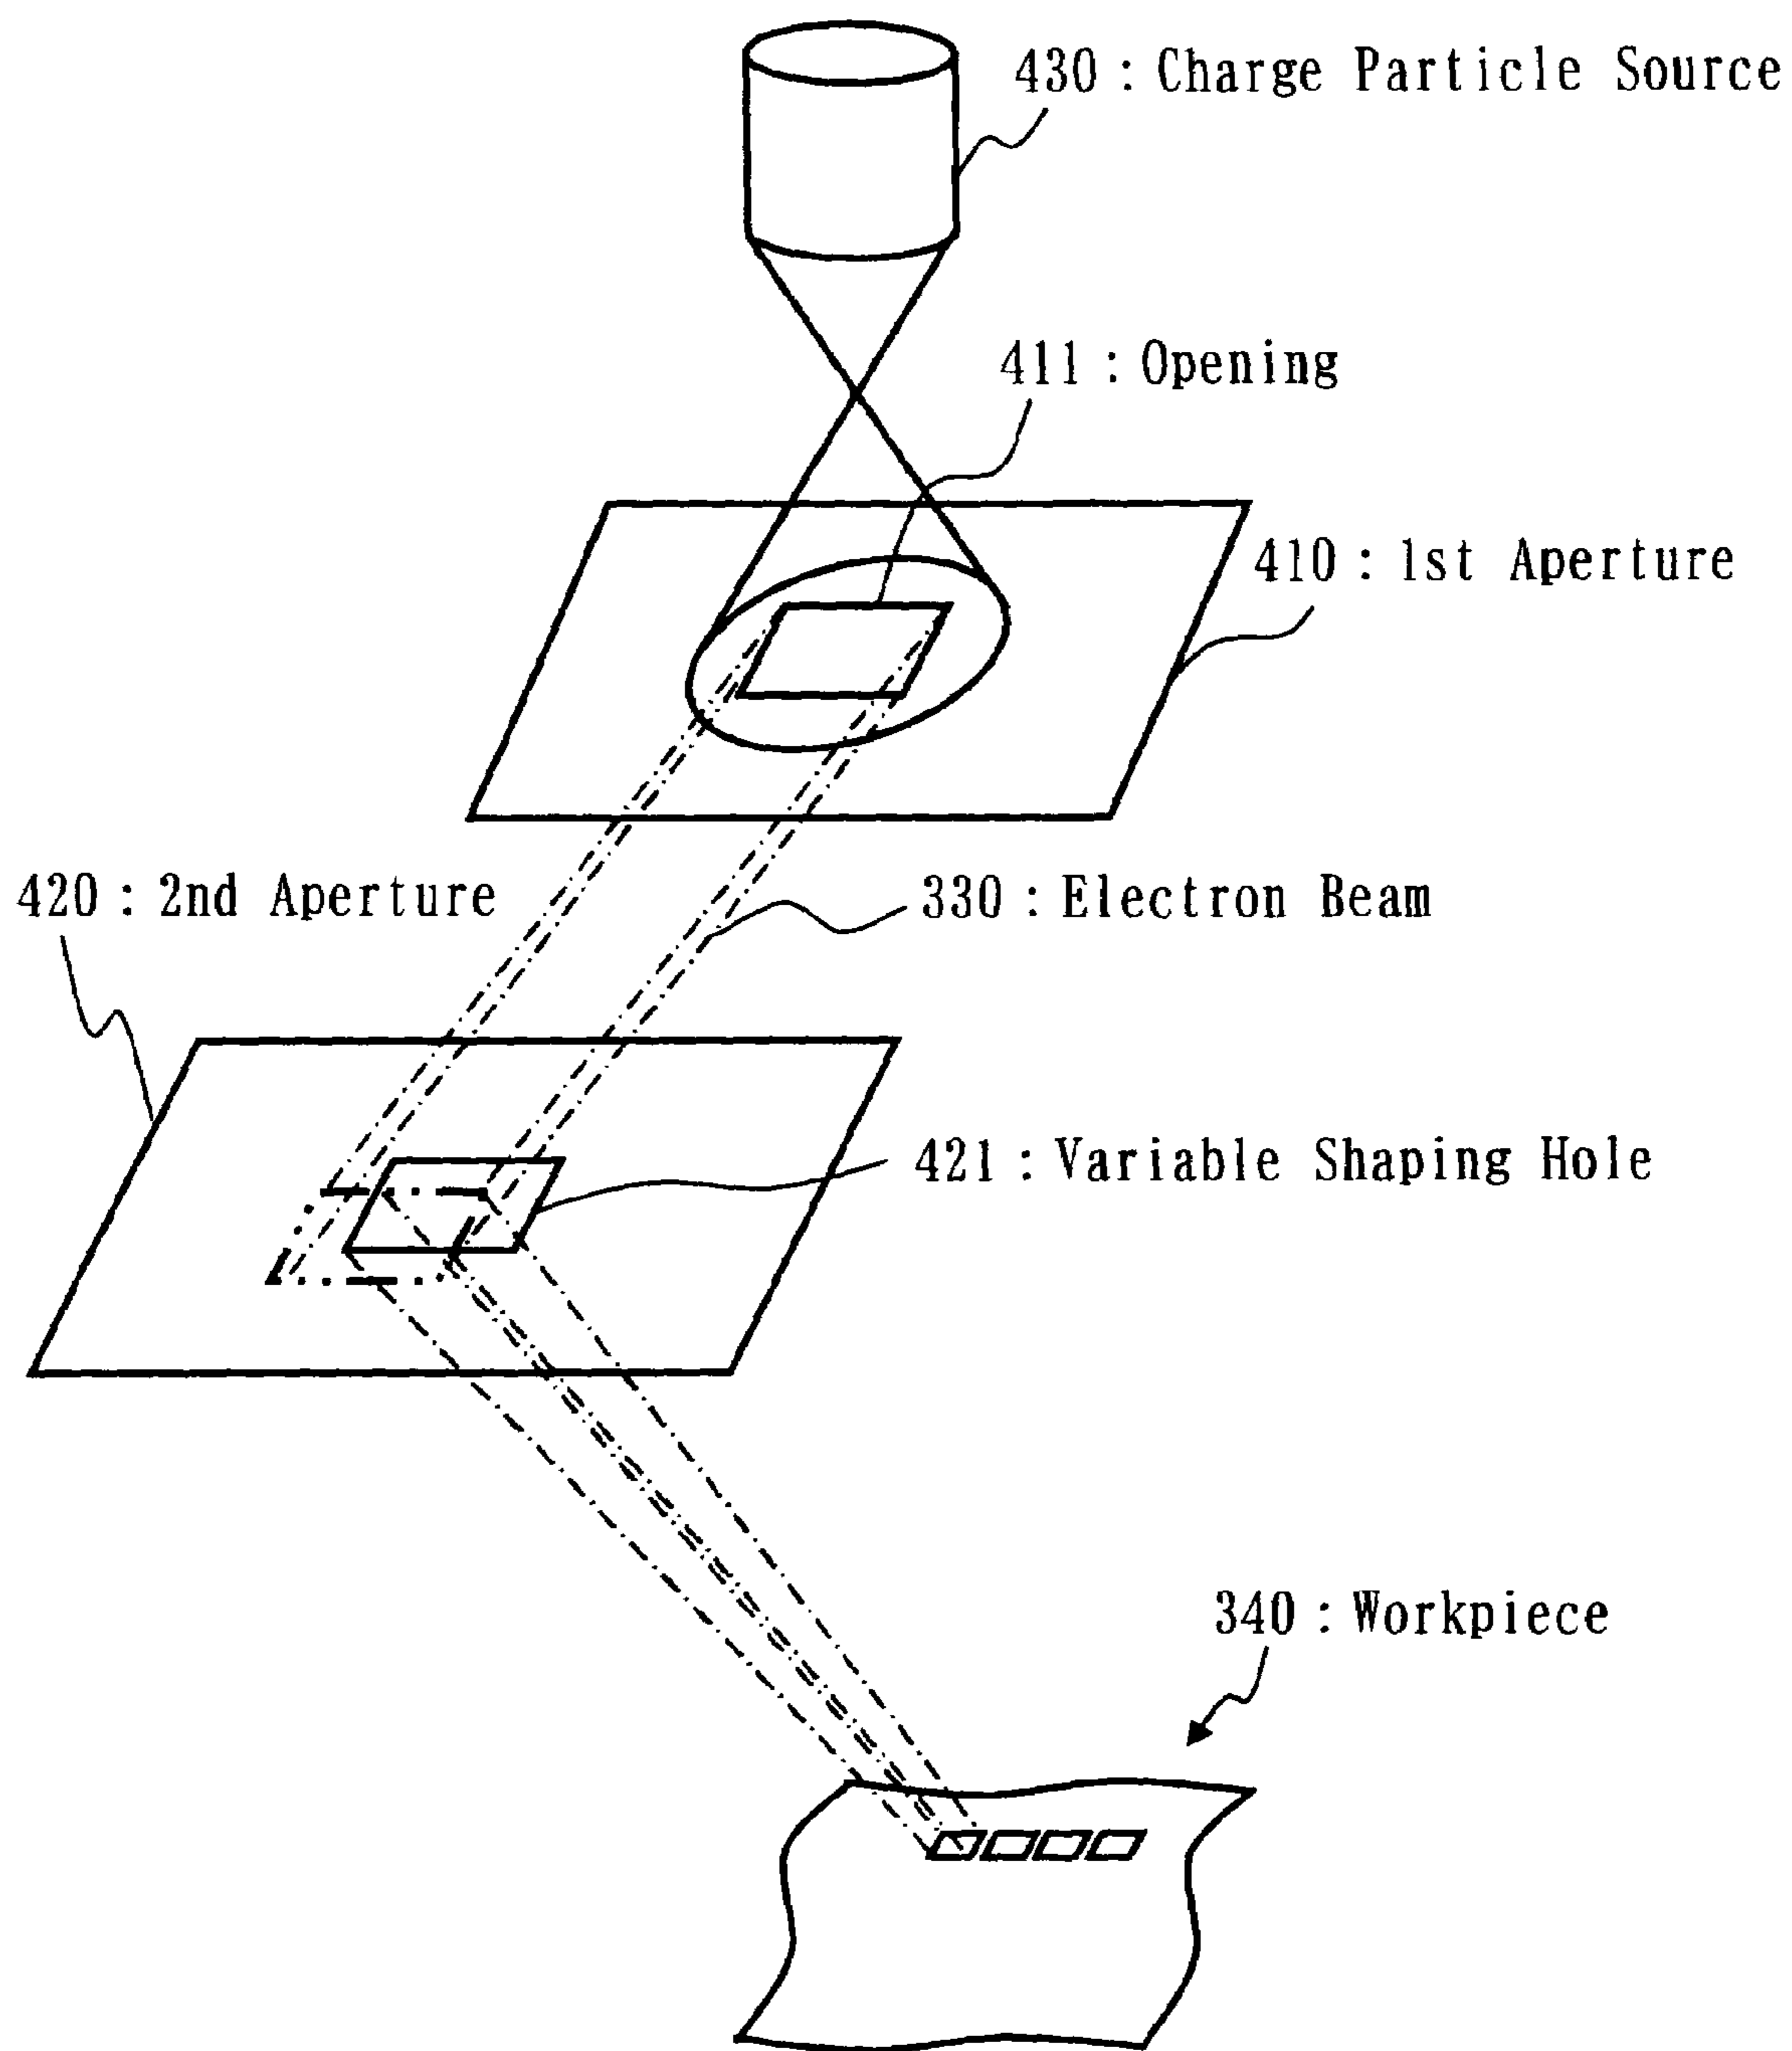 430 : Charge Particle Source
411 : Opening
410 : 1st Aperture
420 : 2nd Aperture
330 : Electron Beam
421 : Variable Shaping Hole
340 : Workpiece